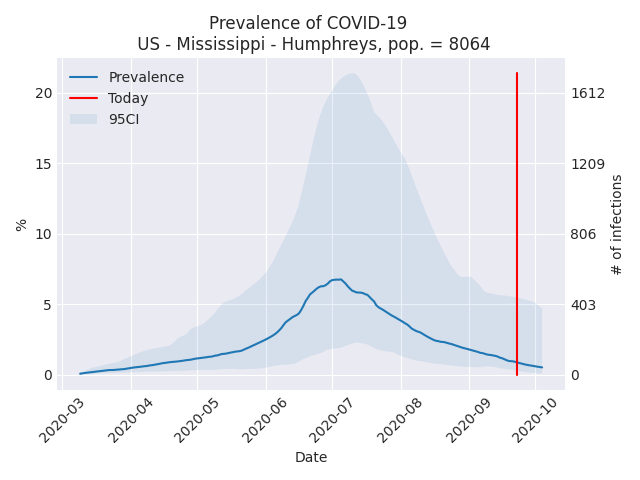 Prevalence of COVID-19
US - Mississippi - Humphreys, pop. = 8064
Prevalence
Today
95CI
20
15
10
5
0
%
1612
1209
806
403
0
# of infections
2020-03
2020-04
2020-05
2020-06
2020-07
2020-08
2020-09
2020-10
Date